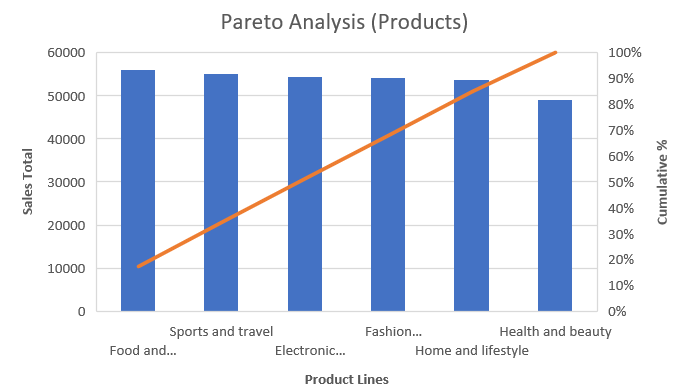 Pareto Analysis (Products)
60000
50000
40000
30000
20000
10000
0
Sales Total
100%
90%
80%
70%
60%
50%
40%
30%
20%
10%
0%
Cumulative %
Sports and travel
Fashion...
Health and beauty
Food and...
Electronic...
Home and lifestyle
Product Lines